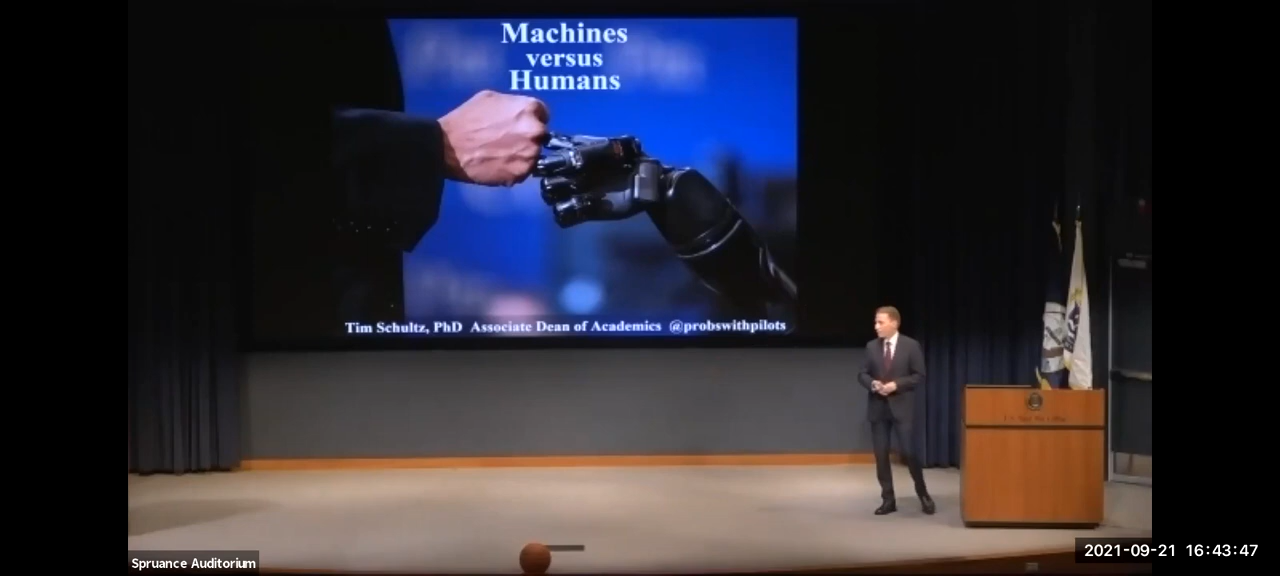 Machines
versus
Humans
Tim Schultz, PhD Associate Dean of Academics @probswithpilots
Spruance Auditorium
2021-09-21 16:43:47